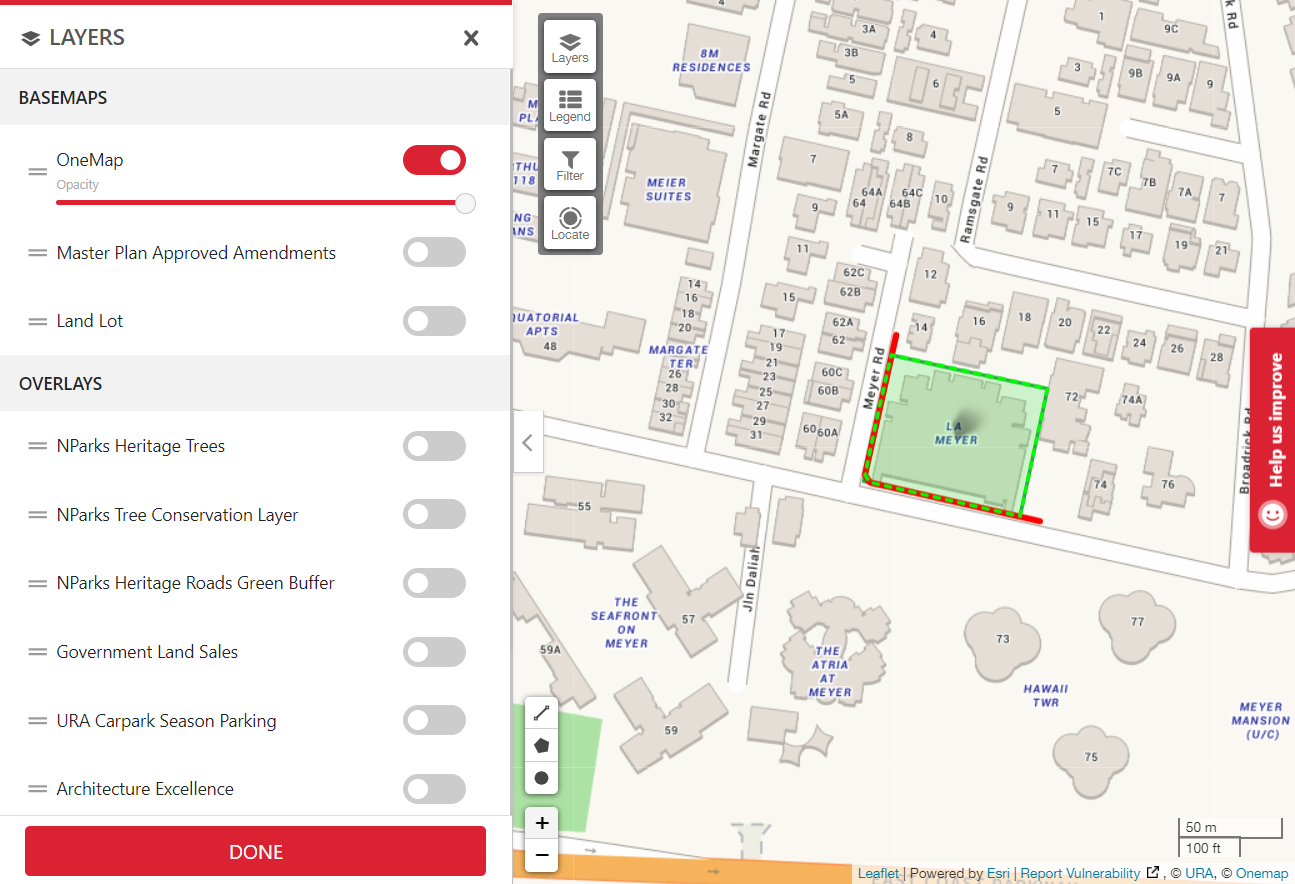 LAYERS
BASEMAPS
OneMap
Opacity
Master Plan Approved Amendments
Land Lot
OVERLAYS
NParks Heritage Trees
NParks Tree Conservation Layer
NParks Heritage Roads Green Buffer
Government Land Sales
URA Carpark Season Parking
Architecture Excellence
DONE
Layers
Legend
Filter
Locate
8M
RESIDENCES
Margate Rd
MEIER
SUITES
3A
3B
5
4
6
5A
8
7
9
11
15
64
64A
64B
64C
10
1
9C
3
9B
9A
9
5
7
7C
7B
7A
7
9
11
15
17
19
21
Ramsgate Rd
62C
62B
62A
62
60C
60B
60
60A
12
14
16
18
20
22
24
26
28
14
16
18
20
MARGATE
TER
26
28
30
32
17
19
21
23
25
27
29
31
UATORIAL
APTS
48
Meyer Rd
LA
MEYER
72
74A
74
76
Broadrick Rd
Help us improve
55
Jln Daliah
THE
SEAFRONT
ON
MEYER
57
59A
59
THE
ATRIA
AT
MEYER
73
77
HAWAII
TWR
75
MEYER
MANSION
(U/C)
+
−
50 m
100 ft
Leaflet | Powered by Esri | Report Vulnerability , © URA, © Onemap